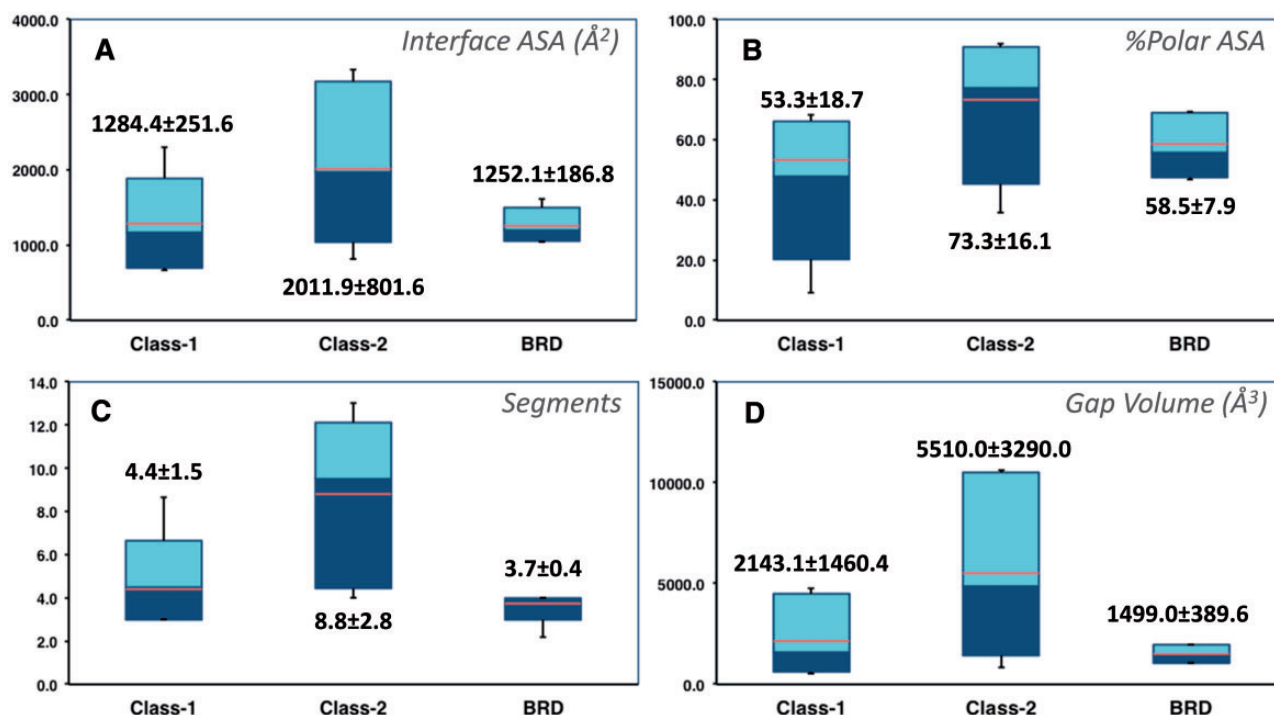 A
Interface ASA (Å²)
4000.0
3000.0
2000.0
1000.0
0.0
1284.4±251.6
2011.9±801.6
1252.1±186.8
Class-1 Class-2 BRD
B
%Polar ASA
100.0
80.0
60.0
40.0
20.0
0.0
53.3±18.7
73.3±16.1
58.5±7.9
Class-1 Class-2 BRD
C
Segments
14.0
12.0
10.0
8.0
6.0
4.0
2.0
0.0
4.4±1.5
8.8±2.8
3.7±0.4
Class-1 Class-2 BRD
D
Gap Volume (Å³)
15000.0
10000.0
5000.0
0.0
2143.1±1460.4
5510.0±3290.0
1499.0±389.6
Class-1 Class-2 BRD